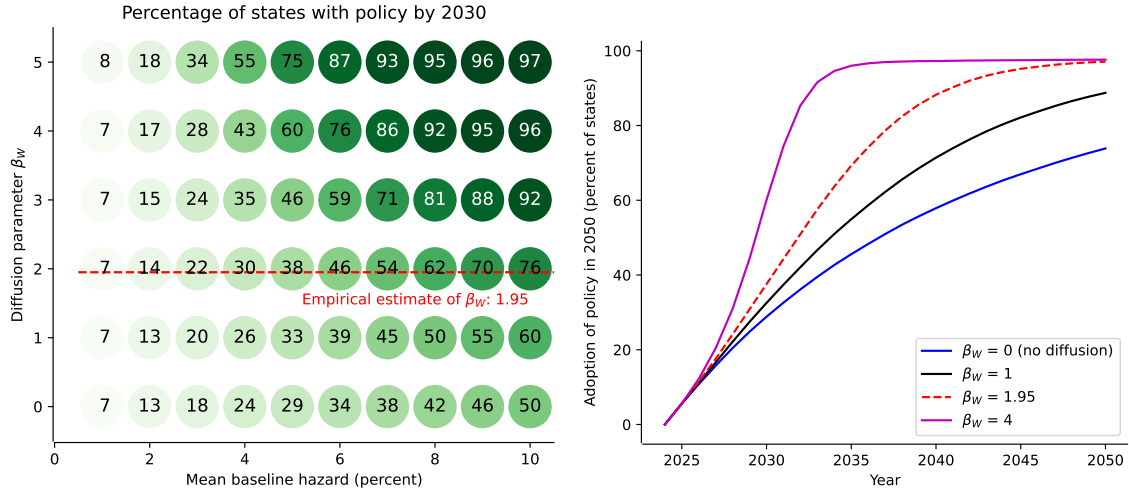 Percentage of states with policy by 2030
Diffusion parameter βW
5
8 18 34 55 75 87 93 95 96 97
4
7 17 28 43 60 76 86 92 95 96
3
7 15 24 35 46 59 71 81 88 92
2
7 14 22 30 38 46 54 62 70 76
Empirical estimate of βW: 1.95
1
7 13 20 26 33 39 45 50 55 60
0
7 13 18 24 29 34 38 42 46 50
0 2 4 6 8 10
Mean baseline hazard (percent)
Adoption of policy in 2050 (percent of states)
100
80
60
40
20
0
βW = 0 (no diffusion)
βW = 1
βW = 1.95
βW = 4
2025 2030 2035 2040 2045 2050
Year